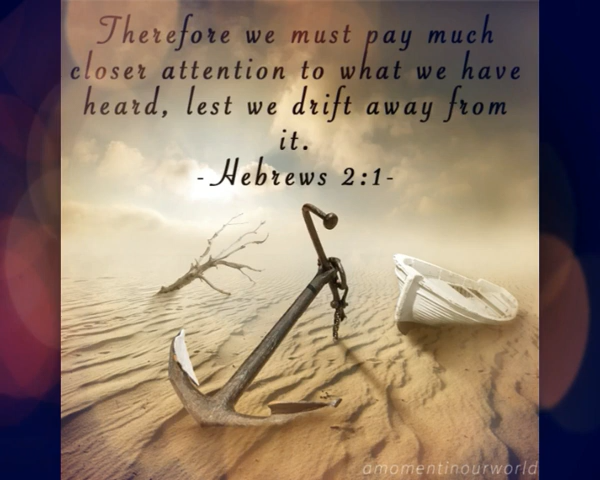 Therefore we must pay much
closer attention to what we have
heard, lest we drift away from
it.
-Hebrews 2:1-
amomentinourworld